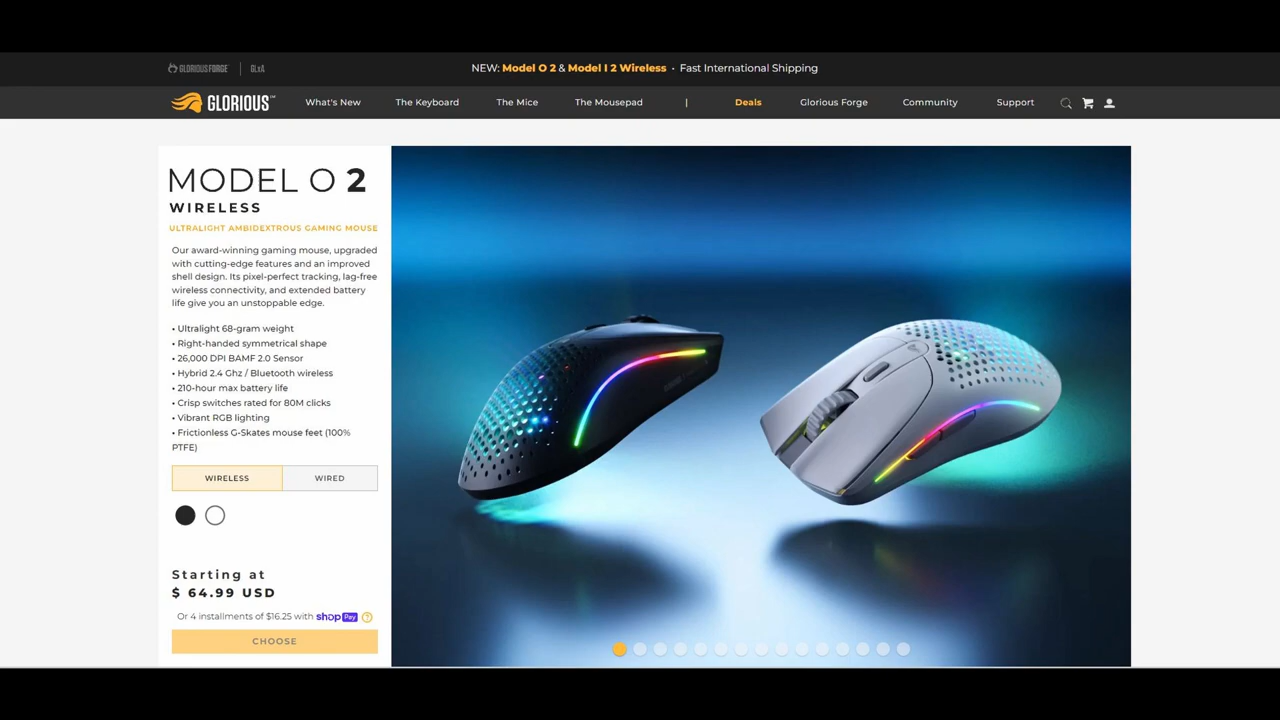 GLORIOUS FORGE | GLxA
NEW: Model O 2 & Model I 2 Wireless · Fast International Shipping
GLORIOUS™
What's New The Keyboard The Mice The Mousepad | Deals Glorious Forge Community Support
MODEL O 2
WIRELESS
ULTRALIGHT AMBIDEXTROUS GAMING MOUSE
Our award-winning gaming mouse, upgraded
with cutting-edge features and an improved
shell design. Its pixel-perfect tracking, lag-free
wireless connectivity, and extended battery
life give you an unstoppable edge.
• Ultralight 68-gram weight
• Right-handed symmetrical shape
• 26,000 DPI BAMF 2.0 Sensor
• Hybrid 2.4 Ghz / Bluetooth wireless
• 210-hour max battery life
• Crisp switches rated for 80M clicks
• Vibrant RGB lighting
• Frictionless G-Skates mouse feet (100%
PTFE)
WIRELESS WIRED
Starting at
$ 64.99 USD
Or 4 installments of $16.25 with shop Pay ?
CHOOSE